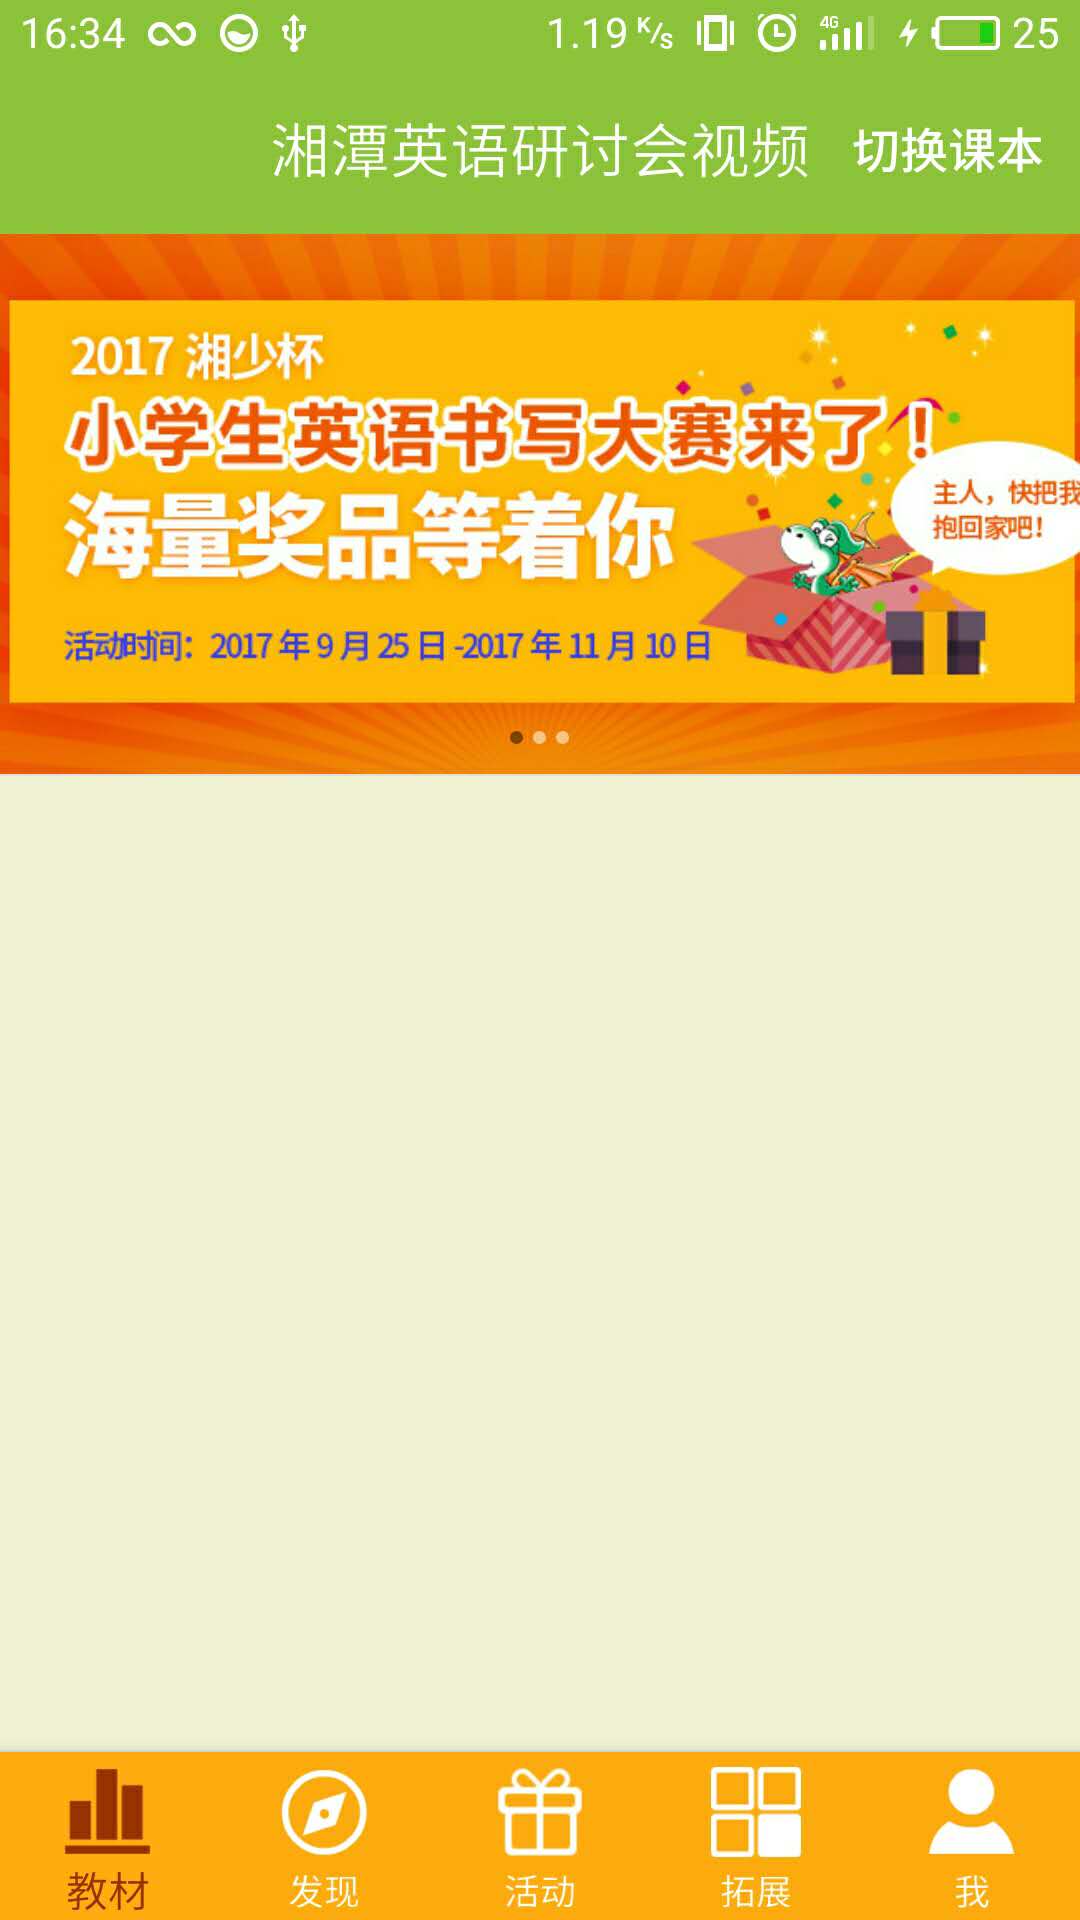 16:34 1.19 K/s 4G 25
湘潭英语研讨会视频 切换课本
2017 湘少杯
小学生英语书写大赛来了！
海量奖品等着你
主人，快把我
抱回家吧！
活动时间：2017 年 9 月 25 日 -2017 年 11 月 10 日
教材 发现 活动 拓展 我